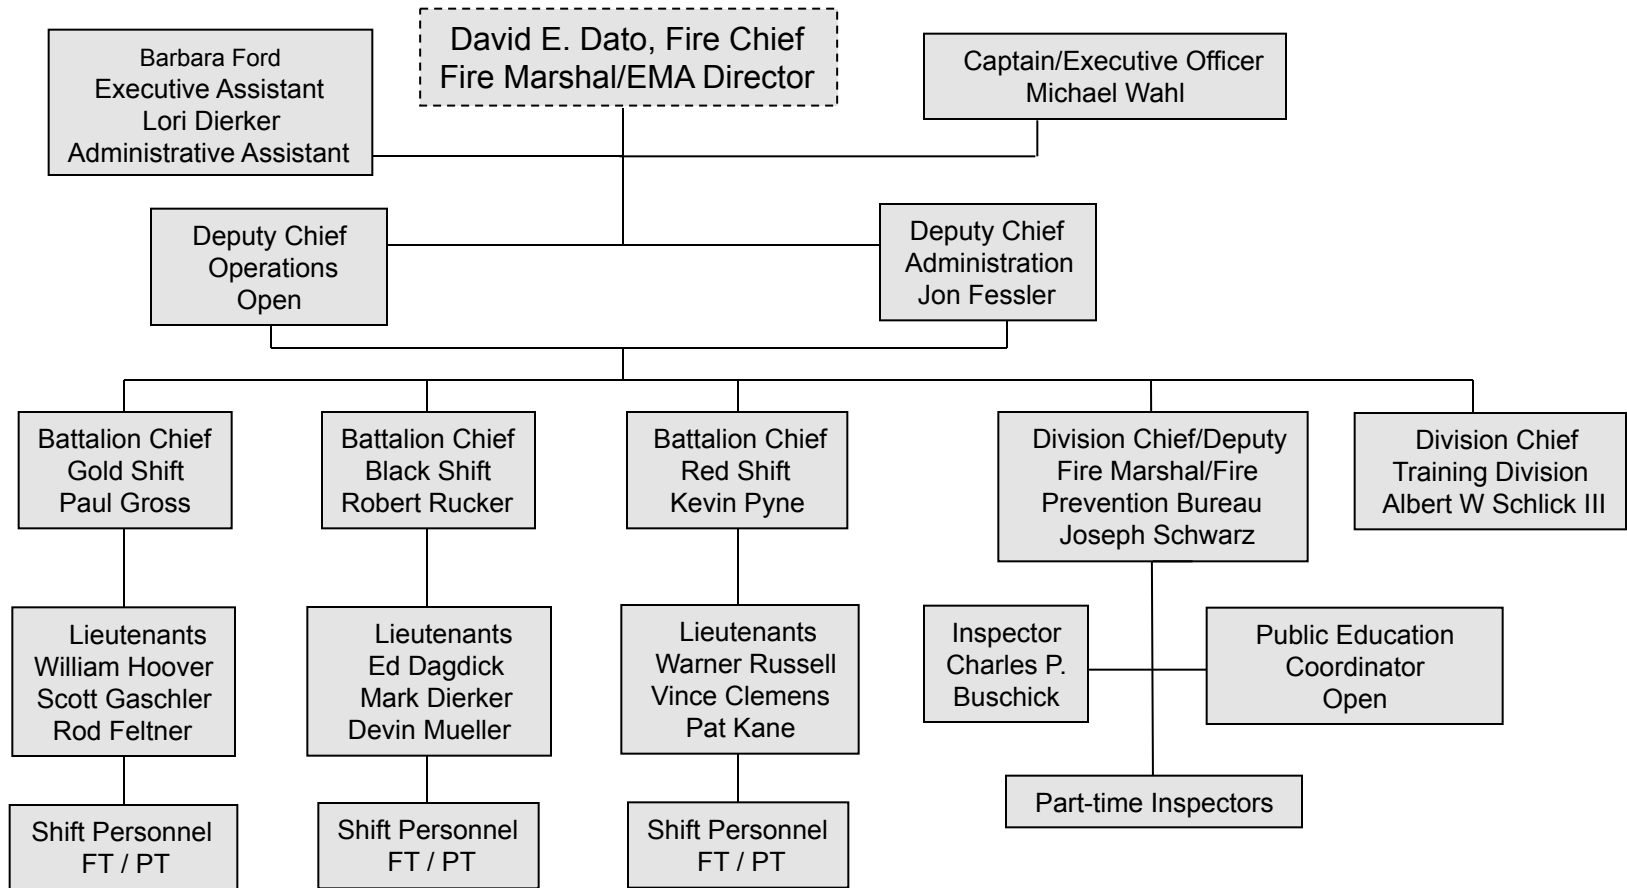 David E. Dato, Fire Chief
Fire Marshal/EMA Director
Barbara Ford
Executive Assistant
Lori Dierker
Administrative Assistant
Captain/Executive Officer
Michael Wahl
Deputy Chief
Operations
Open
Deputy Chief
Administration
Jon Fessler
Battalion Chief
Gold Shift
Paul Gross
Battalion Chief
Black Shift
Robert Rucker
Battalion Chief
Red Shift
Kevin Pyne
Division Chief/Deputy
Fire Marshal/Fire
Prevention Bureau
Joseph Schwarz
Division Chief
Training Division
Albert W Schlick III
Lieutenants
William Hoover
Scott Gaschler
Rod Feltner
Lieutenants
Ed Dagdick
Mark Dierker
Devin Mueller
Lieutenants
Warner Russell
Vince Clemens
Pat Kane
Inspector
Charles P.
Buschick
Public Education
Coordinator
Open
Part-time Inspectors
Shift Personnel
FT / PT
Shift Personnel
FT / PT
Shift Personnel
FT / PT